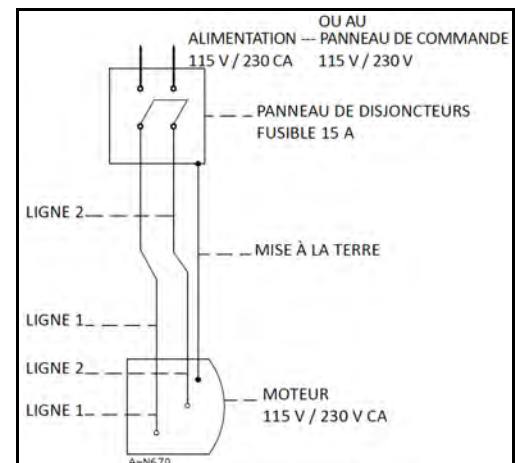 OU AU
ALIMENTATION --- PANNEAU DE COMMANDE
115 V / 230 CA 115 V / 230 V
PANNEAU DE DISJONCTEURS
FUSIBLE 15 A
LIGNE 2
MISE À LA TERRE
LIGNE 1
LIGNE 2
LIGNE 1
MOTEUR
115 V / 230 V CA